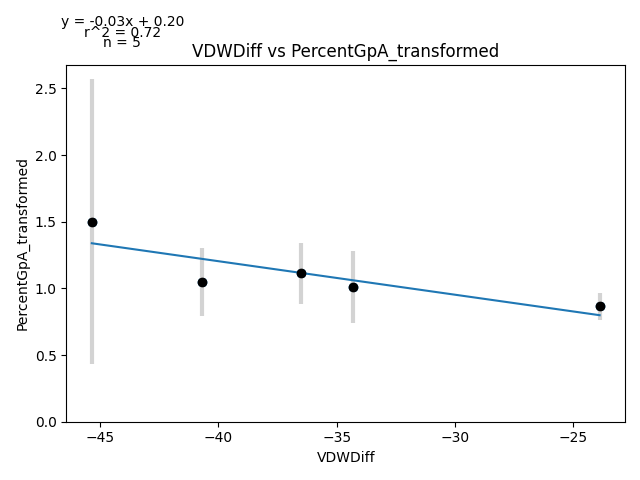 y = -0.03x + 0.20
r^2 = 0.72
n = 5
VDWDiff vs PercentGpA_transformed
PercentGpA_transformed
2.5
2.0
1.5
1.0
0.5
0.0
−45
−40
−35
−30
−25
VDWDiff